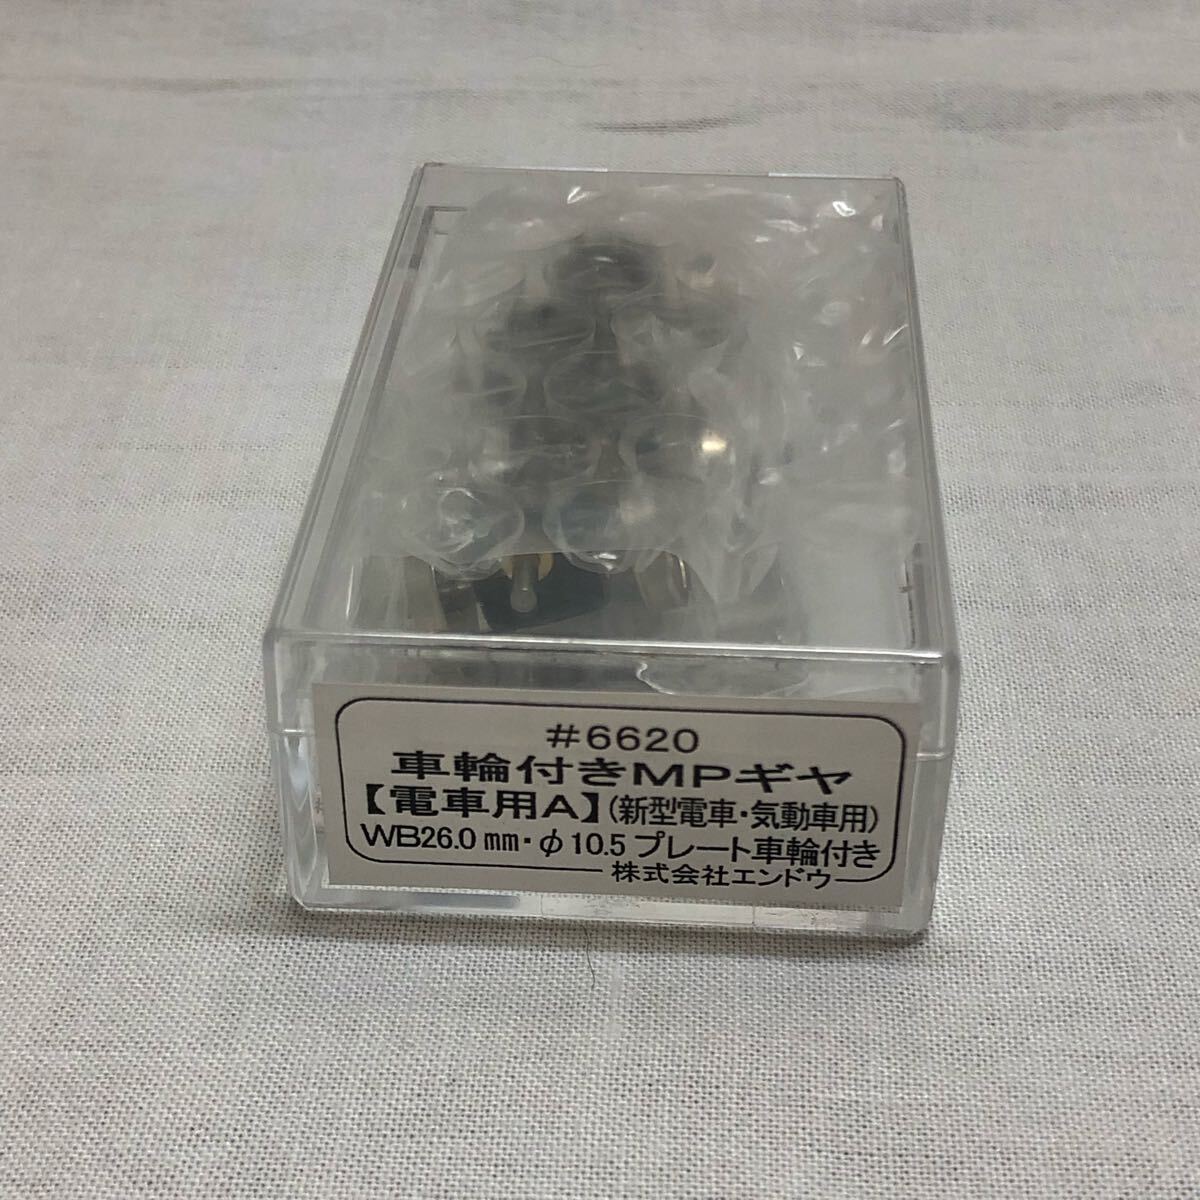 #6620
車輪付きMPギヤ
【電車用A】(新型電車・気動車用)
WB26.0㎜・φ10.5プレート車輪付き
株式会社エンドウ